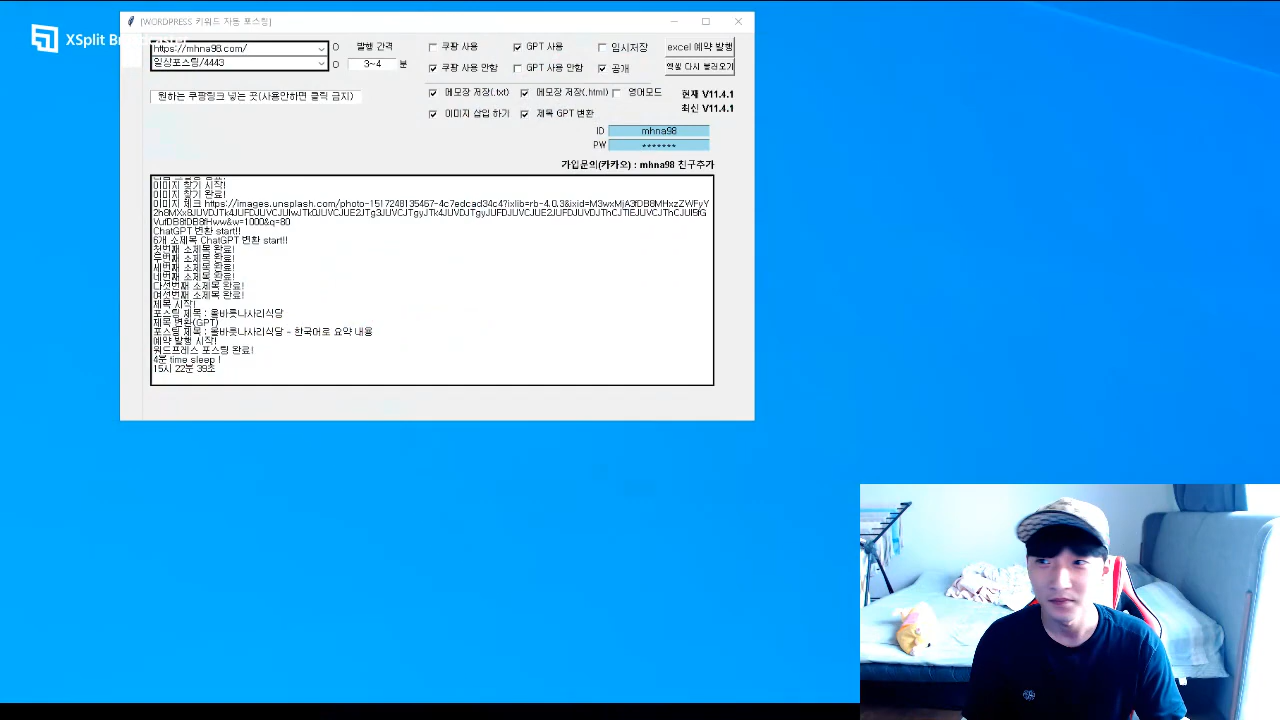 [WORDPRESS 키워드 자동 포스팅]
XSplit Broadcaster
https://mhna98.com/
일상포스팅/4443
발행 간격
3~4 분
쿠팡 사용
GPT 사용
임시저장
excel 예약 발행
쿠팡 사용 안함
GPT 사용 안함
공개
엑셀 다시 불러오기
원하는 쿠팡링크 넣는 곳(사용안하면 클릭 금지)
메모장 저장(.txt)
메모장 저장(.html)
영어모드
현재 V11.4.1
최신 V11.4.1
이미지 삽입 하기
제목 GPT 변환
ID mhna98
PW *******
가입문의(카카오) : mhna98 친구추가
이미지 찾기 시작!
이미지 찾기 완료!
이미지 체크
ChatGPT 변환 start!!
6개 소제목 ChatGPT 변환 start!!
첫번째 소제목 완료!
두번째 소제목 완료!
세번째 소제목 완료!
네번째 소제목 완료!
다섯번째 소제목 완료!
여섯번째 소제목 완료!
제목 시작!
포스팅 제목 : 올바릇나사리식당
제목 변환(GPT)
포스팅 제목 : 올바릇나사리식당 - 한국어로 요약 내용
예약 발행 시작!
워드프레스 포스팅 완료!
4분 time sleep !
15시 22분 39초